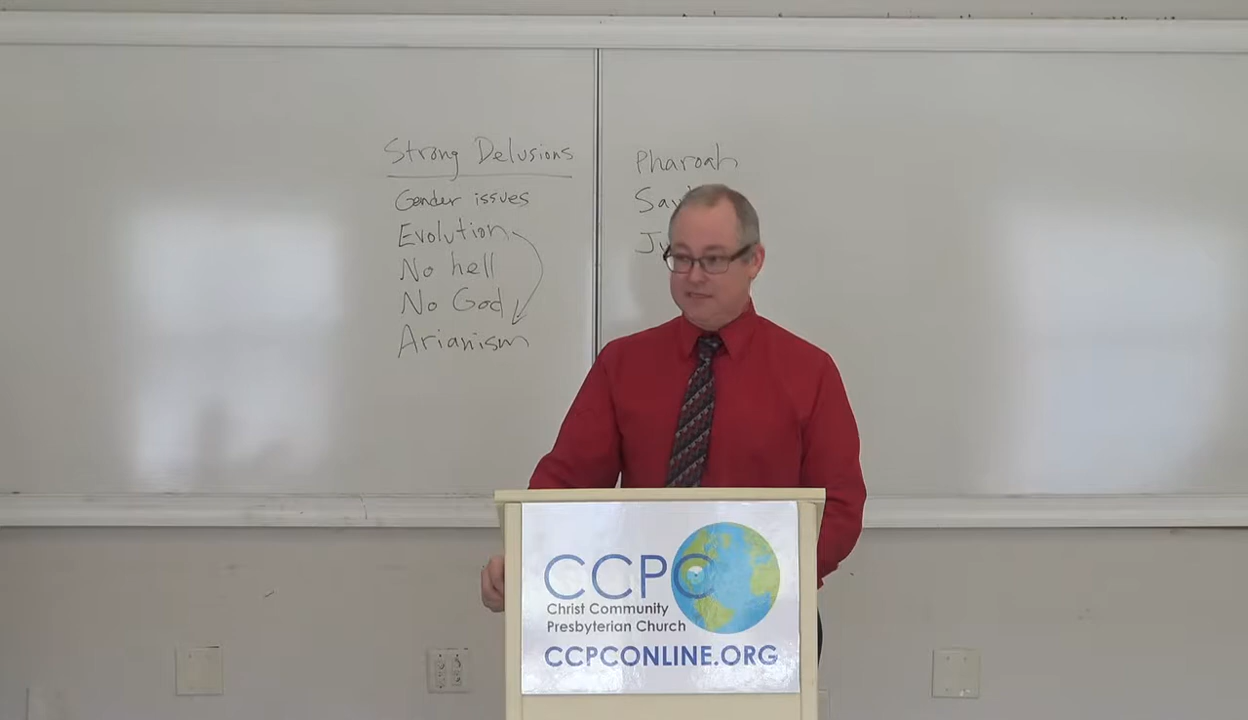 Strong Delusions
Gender issues
Evolution
No hell
No God
Arianism
Pharoah
CCPC
Christ Community
Presbyterian Church
CCPCONLINE.ORG